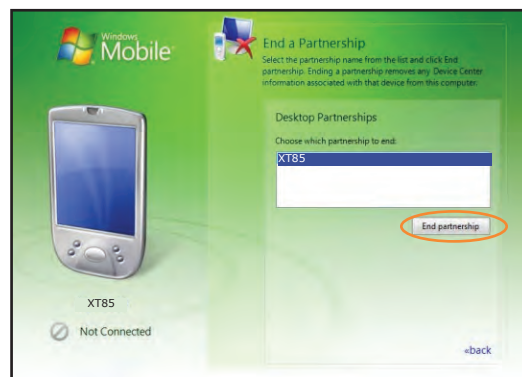 Windows
Mobile
XT85
Not Connected
End a Partnership
Select the partnership name from the list and click End
partnership. Ending a partnership removes any Device Center
information associated with that device from this computer.
Desktop Partnerships
Choose which partnership to end:
XT85
End partnership
«back